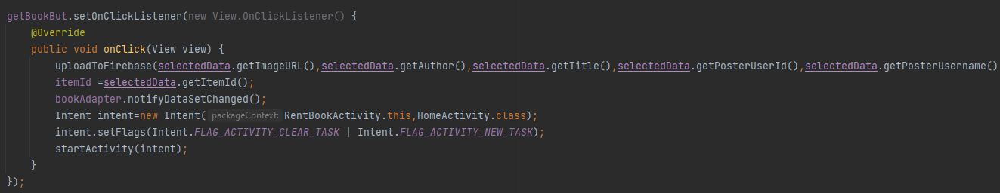 getBookBut.setOnClickListener(new View.OnClickListener() {
@Override
public void onClick(View view) {
uploadToFirebase(selectedData.getImageURL(),selectedData.getAuthor(),selectedData.getTitle(),selectedData.getPosterUserId(),selectedData.getPosterUsername()
itemId =selectedData.getItemId();
bookAdapter.notifyDataSetChanged();
Intent intent=new Intent( packageContext: RentBookActivity.this,HomeActivity.class);
intent.setFlags(Intent.FLAG_ACTIVITY_CLEAR_TASK | Intent.FLAG_ACTIVITY_NEW_TASK);
startActivity(intent);
}
});